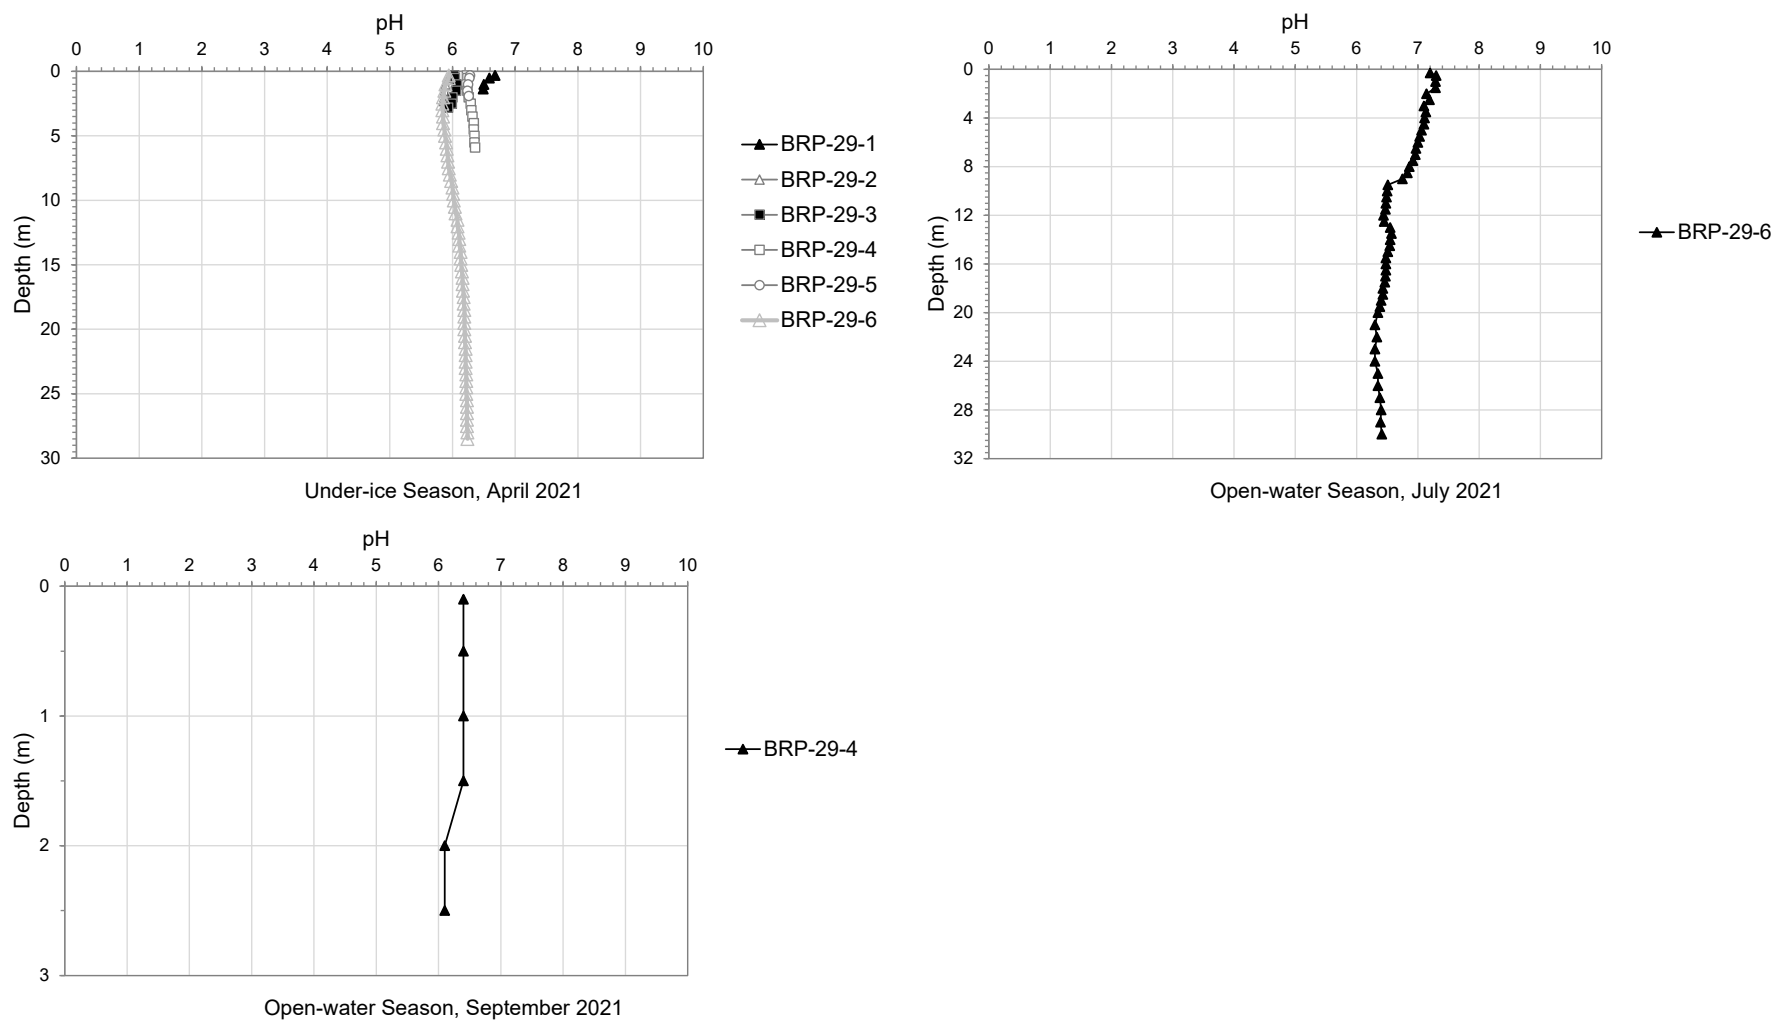 pH
0 1 2 3 4 5 6 7 8 9 10
0
5
10
15
20
25
30
Depth (m)
BRP-29-1
BRP-29-2
BRP-29-3
BRP-29-4
BRP-29-5
BRP-29-6
Under-ice Season, April 2021
pH
0 1 2 3 4 5 6 7 8 9 10
0
4
8
12
16
20
24
28
32
Depth (m)
BRP-29-6
Open-water Season, July 2021
pH
0 1 2 3 4 5 6 7 8 9 10
0
1
2
3
Depth (m)
BRP-29-4
Open-water Season, September 2021